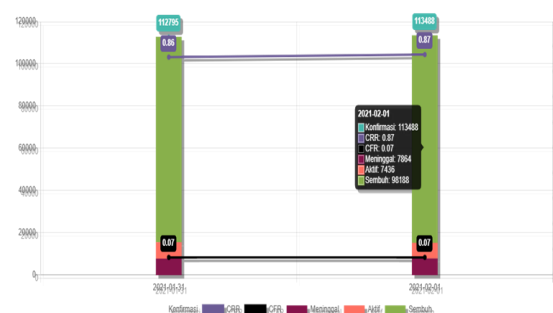 120000
112795
113488
0.86
0.87
100000
80000
2021-02-01
Konfirmasi: 113488
CRR: 0.87
CFR: 0.07
Meninggal: 7864
Aktif: 7436
Sembuh: 98188
60000
40000
20000
0.07
0.07
0
2021-01-31
2021-02-01
Konfirmasi CRR CFR Meninggal Aktif Sembuh